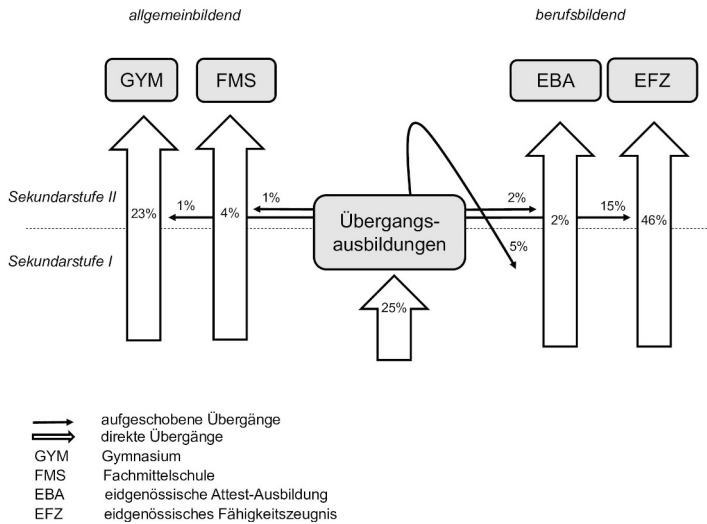 allgemeinbildend berufsbildend
GYM FMS EBA EFZ
Sekundarstufe II
23% 1% 4% 1% 2% 2% 15% 46%
Übergangs-
ausbildungen
5%
Sekundarstufe I
25%
aufgeschobene Übergänge
direkte Übergänge
GYM Gymnasium
FMS Fachmittelschule
EBA eidgenössische Attest-Ausbildung
EFZ eidgenössisches Fähigkeitszeugnis